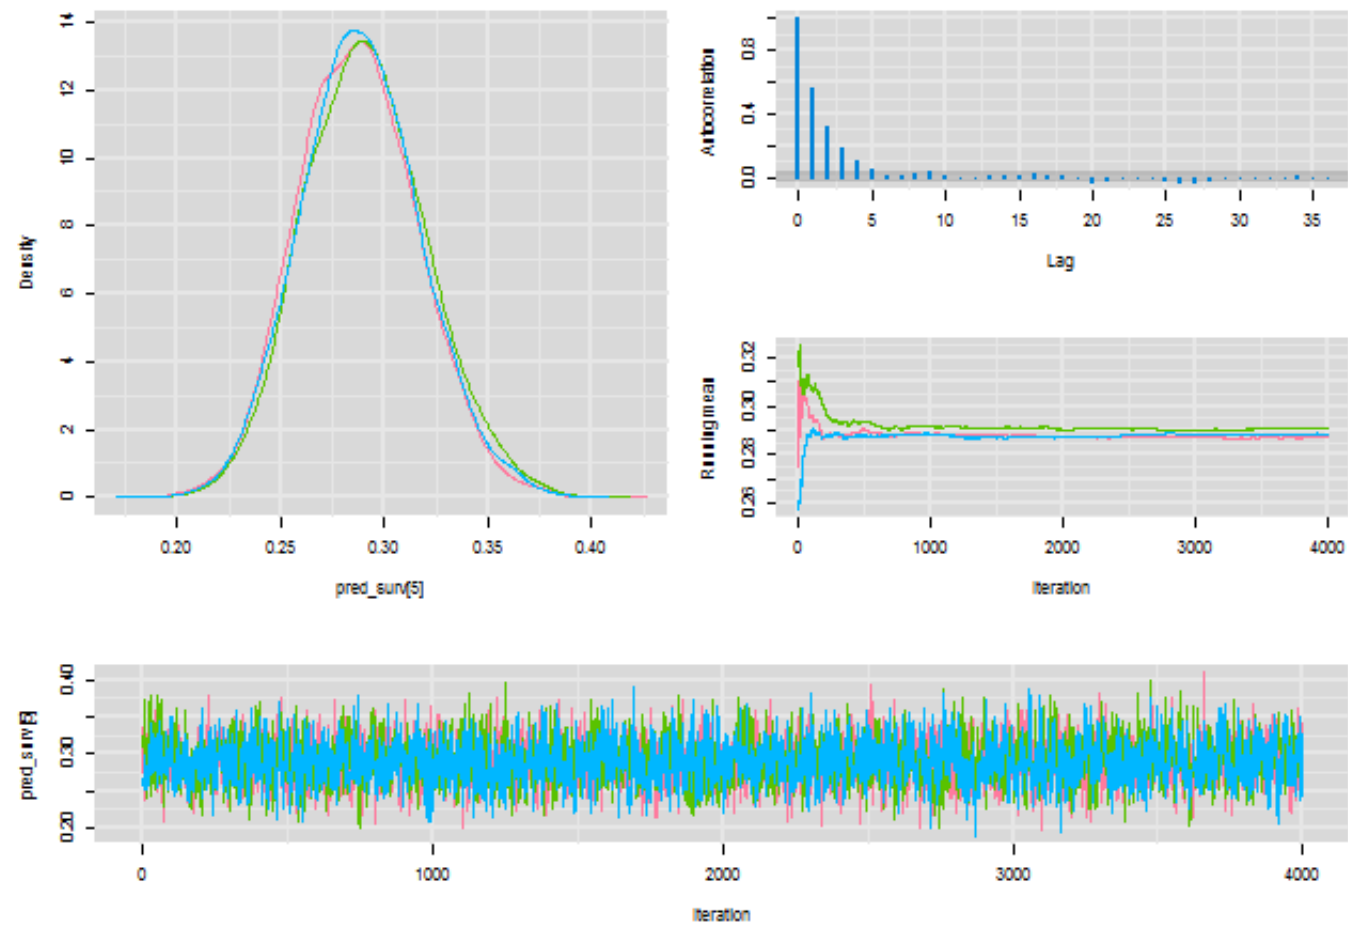 14
12
10
8
6
4
2
0
Density
0.20 0.25 0.30 0.35 0.40
pred_surv[5]
0.8
0.4
0.0
Autocorrelation
0 5 10 15 20 25 30 35
Lag
0.32
0.30
0.28
0.26
Running mean
0 1000 2000 3000 4000
Iteration
0.40
0.30
0.20
pred_surv[5]
0 1000 2000 3000 4000
Iteration